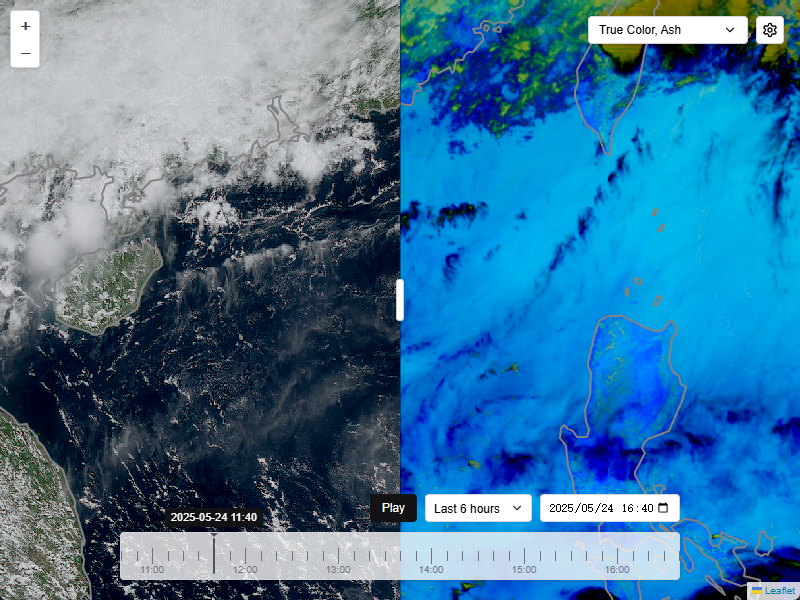 +
True Color, Ash
−
Play
Last 6 hours
2025/05/24 16:40
2025-05-24 11:40
11:00 12:00 13:00 14:00 15:00 16:00
Leaflet